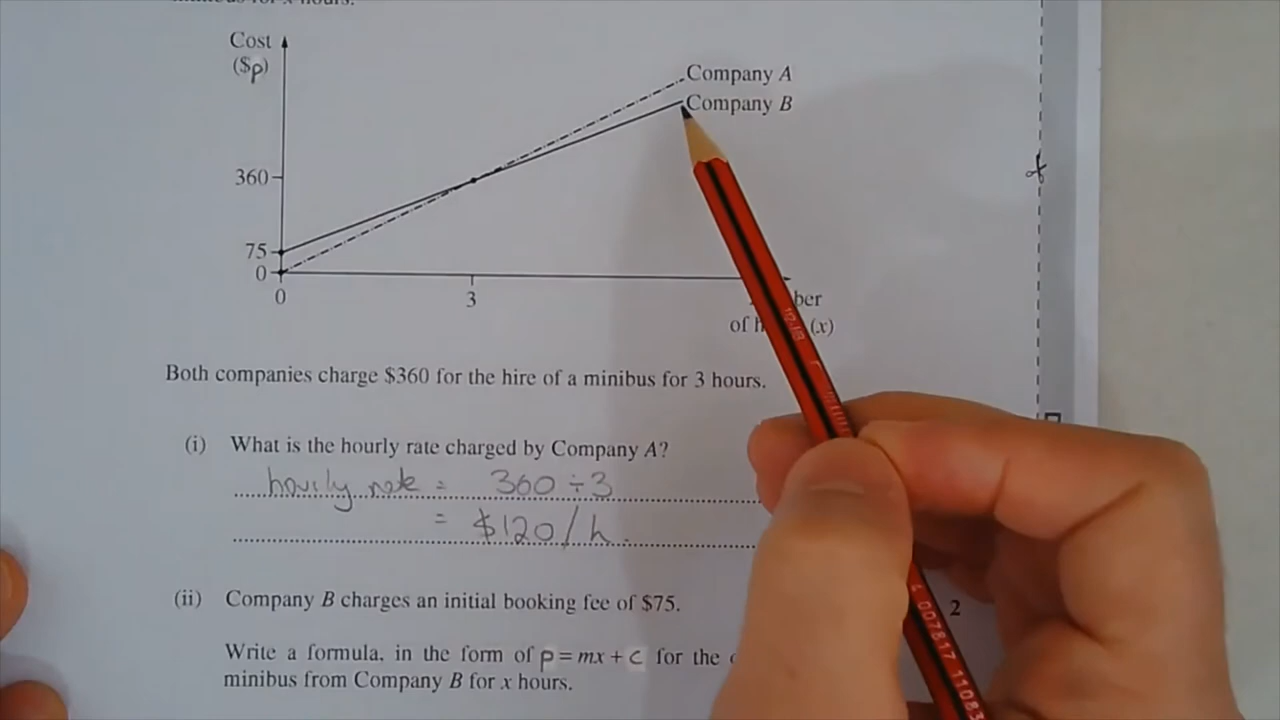 Cost
($p)
Company A
Company B
360
75
0
0
3
of (x)
Both companies charge $360 for the hire of a minibus for 3 hours.
(i) What is the hourly rate charged by Company A?
hourly rate = 360 ÷ 3
= $120/h.
(ii) Company B charges an initial booking fee of $75.
2
Write a formula, in the form of p = mx + c for the
minibus from Company B for x hours.